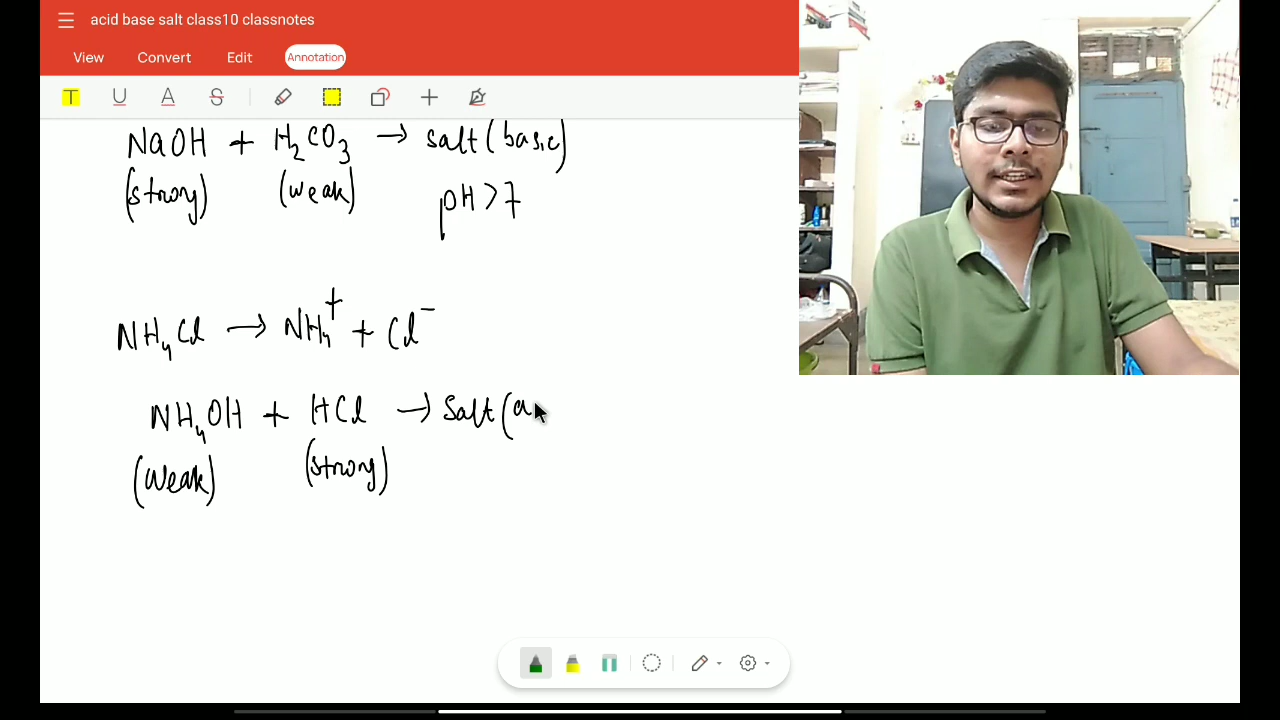 acid base salt class10 classnotes
View Convert Edit Annotation
T U A S
NaOH + H₂CO₃ → salt (basic)
(strong) (weak) pH > 7
NH₄Cl → NH₄⁺ + Cl⁻
NH₄OH + HCl → Salt (a
(Weak) (strong)